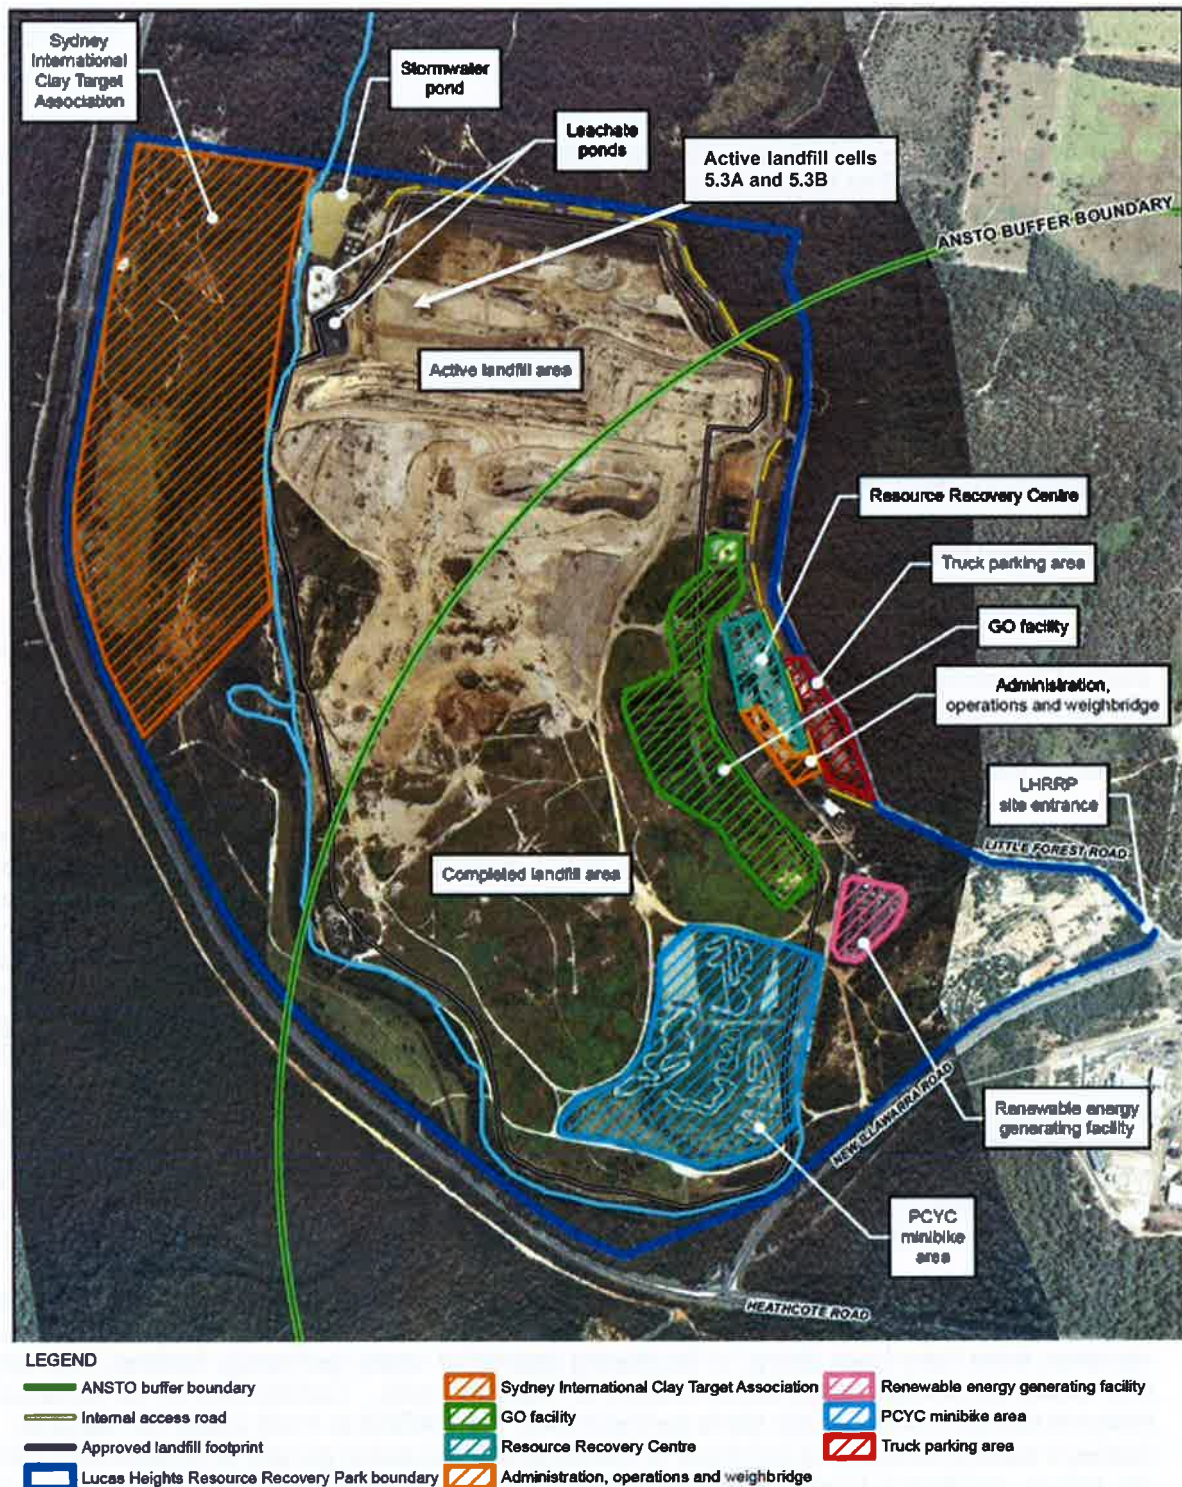 Sydney
International
Clay Target
Association
Stormwater
pond
Leachate
ponds
Active landfill cells
5.3A and 5.3B
ANSTO BUFFER BOUNDARY
Active landfill area
Resource Recovery Centre
Truck parking area
GO facility
Administration,
operations and weighbridge
LHRRP
site entrance
LITTLE FOREST ROAD
Completed landfill area
Renewable energy
generating facility
NEW ILLAWARRA ROAD
PCYC
minibike
area
HEATHCOTE ROAD
LEGEND
ANSTO buffer boundary
Internal access road
Approved landfill footprint
Lucas Heights Resource Recovery Park boundary
Sydney International Clay Target Association
GO facility
Resource Recovery Centre
Administration, operations and weighbridge
Renewable energy generating facility
PCYC minibike area
Truck parking area